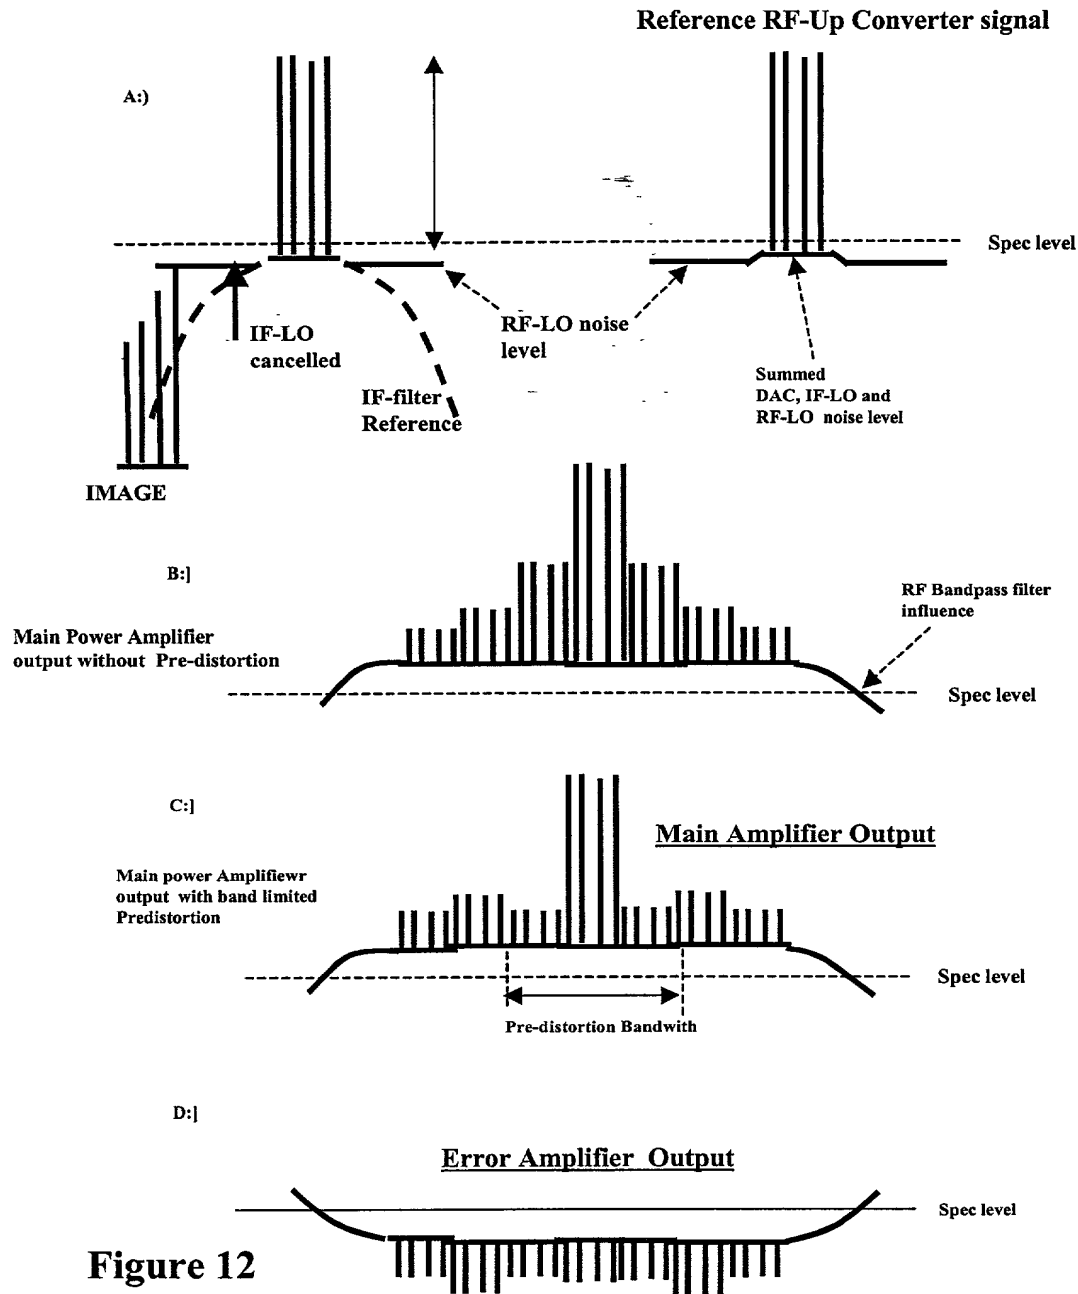 Reference RF-Up Converter signal
A:)
Spec level
IF-LO
cancelled
RF-LO noise
level
IF-filter
Reference
Summed
DAC, IF-LO and
RF-LO noise level
IMAGE
B:]
RF Bandpass filter
influence
Main Power Amplifier
output without Pre-distortion
Spec level
C:]
Main Amplifier Output
Main power Amplifiewr
output with band limited
Predistortion
Spec level
Pre-distortion Bandwith
D:]
Error Amplifier Output
Spec level
Figure 12